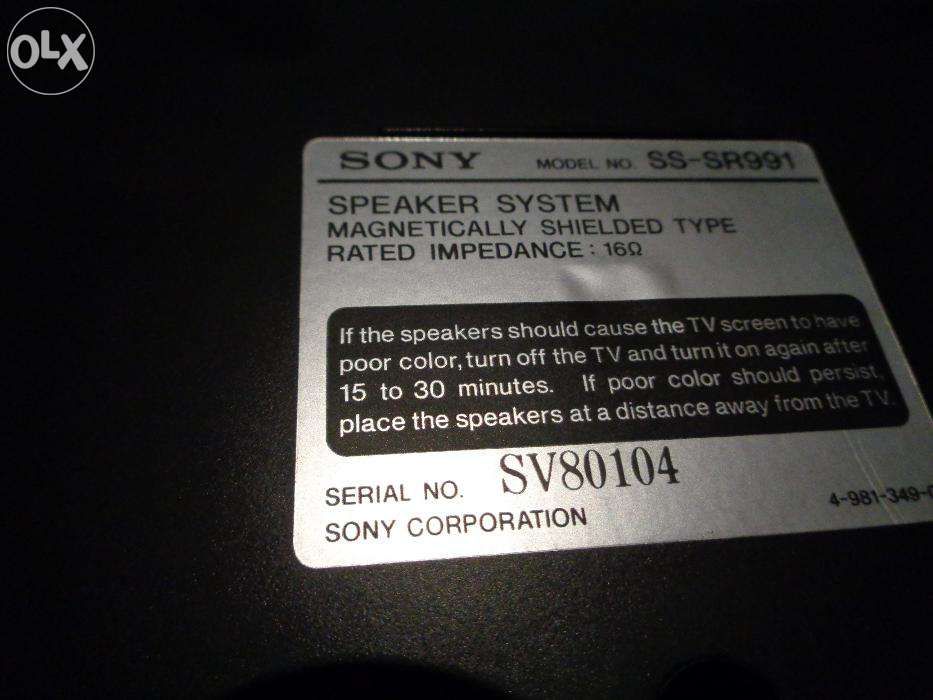 OLX
SONY MODEL NO. SS-SR991
SPEAKER SYSTEM
MAGNETICALLY SHIELDED TYPE
RATED IMPEDANCE : 16Ω
If the speakers should cause the TV screen to have
poor color, turn off the TV and turn it on again after
15 to 30 minutes. If poor color should persist,
place the speakers at a distance away from the TV.
SERIAL NO. SV80104
4-981-349-
SONY CORPORATION